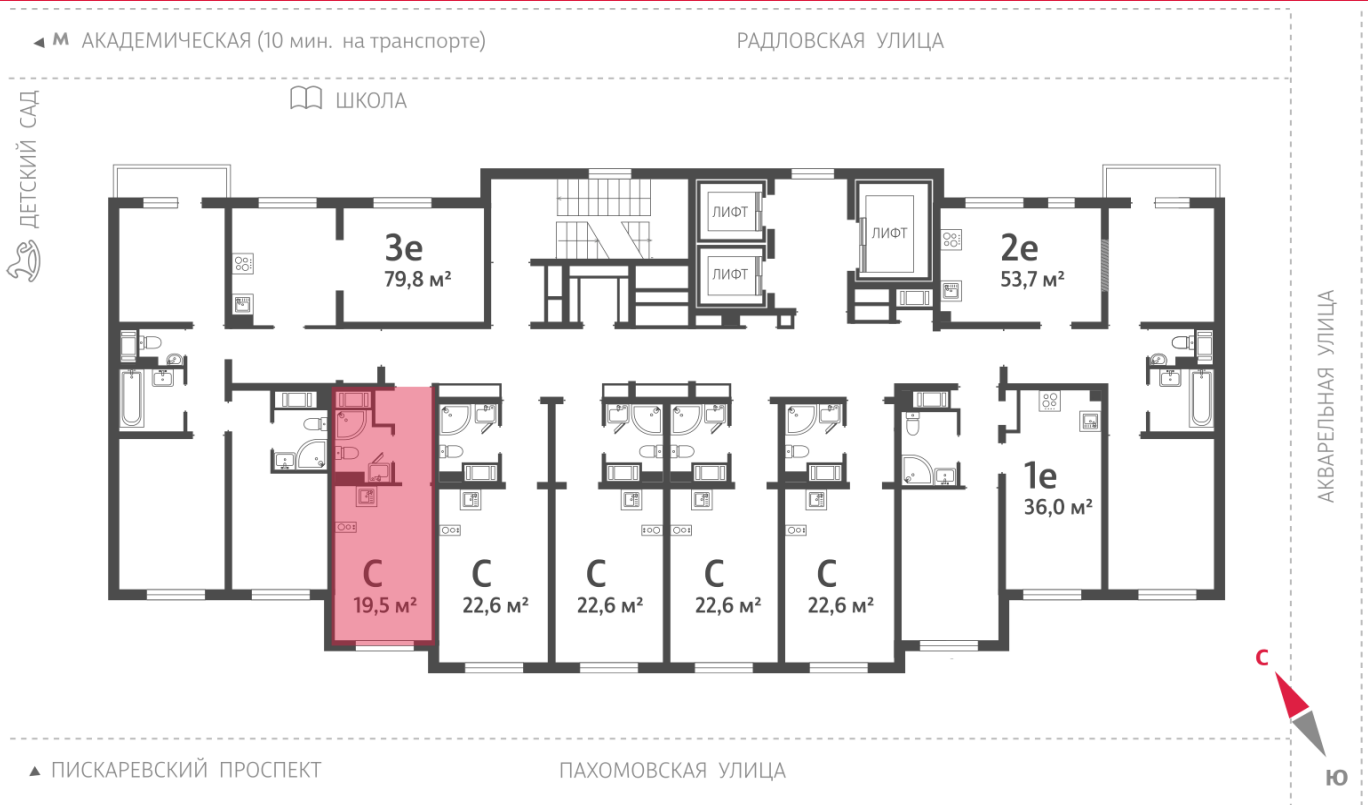 М АКАДЕМИЧЕСКАЯ (10 мин. на транспорте)
РАДЛОВСКАЯ УЛИЦА
ШКОЛА
ДЕТСКИЙ САД
ЛИФТ
ЛИФТ
ЛИФТ
3е
79,8 м²
2е
53,7 м²
АКВАРЕЛЬНАЯ УЛИЦА
1е
36,0 м²
С
19,5 м²
С
22,6 м²
С
22,6 м²
С
22,6 м²
С
22,6 м²
С
Ю
ПИСКАРЕВСКИЙ ПРОСПЕКТ
ПАХОМОВСКАЯ УЛИЦА